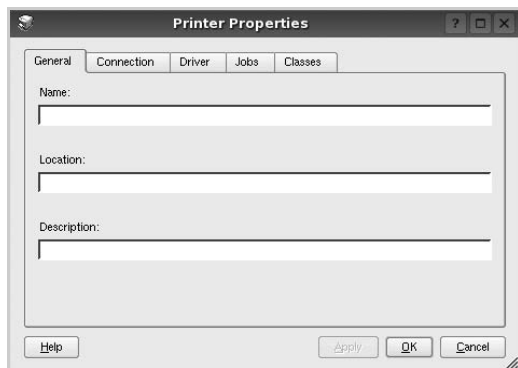 Printer Properties
General Connection Driver Jobs Classes
Name:
Location:
Description:
Help Apply OK Cancel